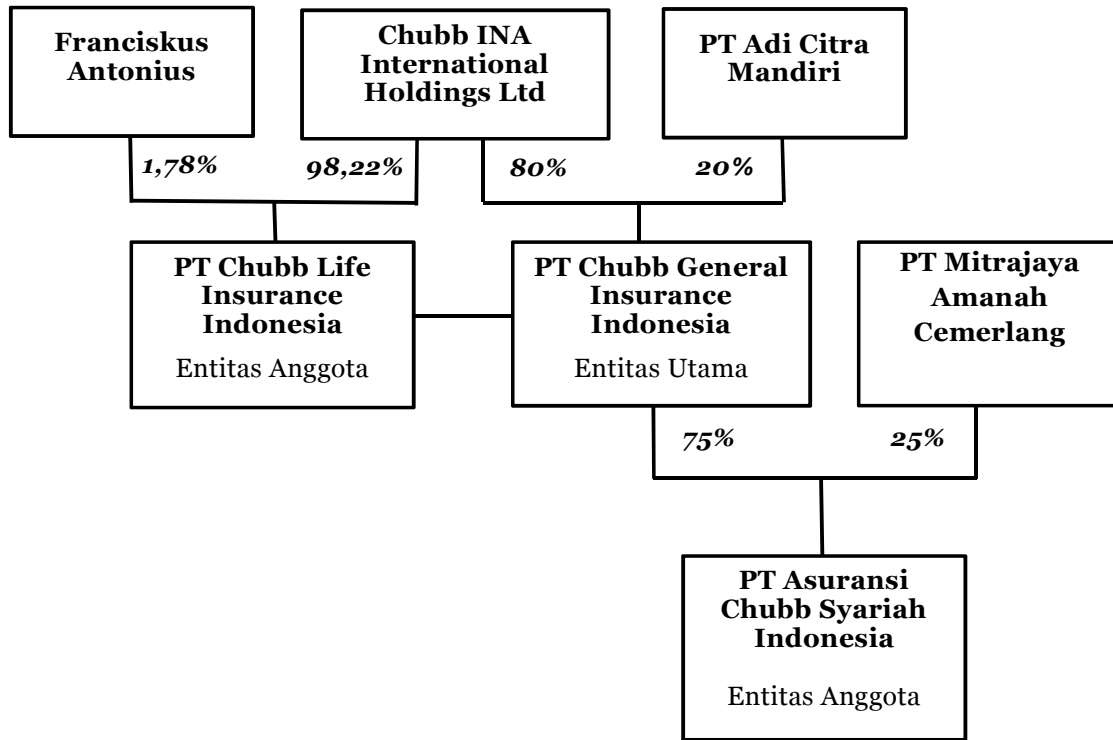 Franciskus
Antonius
Chubb INA
International
Holdings Ltd
PT Adi Citra
Mandiri
1,78%
98,22%
80%
20%
PT Chubb Life
Insurance
Indonesia
Entitas Anggota
PT Chubb General
Insurance
Indonesia
Entitas Utama
PT Mitrajaya
Amanah
Cemerlang
75%
25%
PT Asuransi
Chubb Syariah
Indonesia
Entitas Anggota